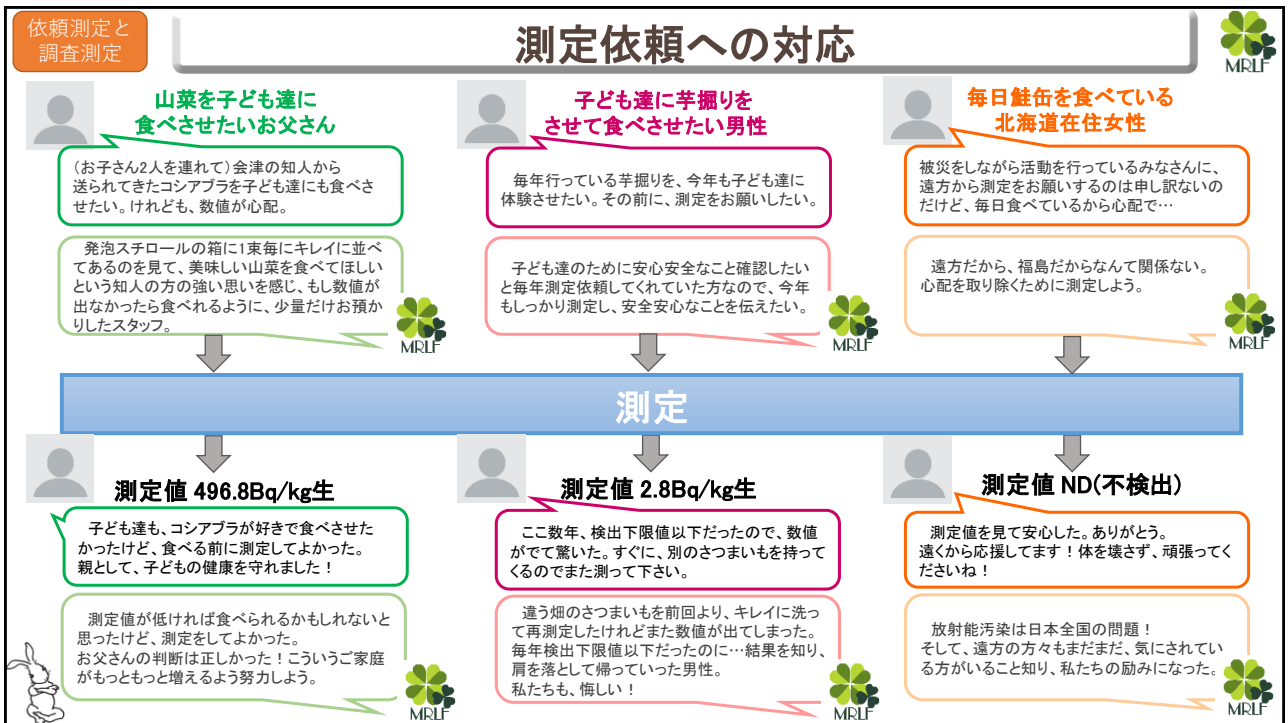 依頼測定と
調査測定
測定依頼への対応
MRLF
山菜を子ども達に
食べさせたいお父さん
(お子さん2人を連れて)会津の知人から
送られてきたコシアブラを子ども達にも食べさ
せたい。けれども、数値が心配。
発泡スチロールの箱に1束毎にキレイに並べ
てあるのを見て、美味しい山菜を食べてほしい
という知人の方の強い思いを感じ、もし数値が
出なかったら食べれるように、少量だけお預か
りしたスタッフ。
MRLF
子ども達に芋掘りを
させて食べさせたい男性
毎年行っている芋掘りを、今年も子ども達に
体験させたい。その前に、測定をお願いしたい。
子ども達のために安心安全なこと確認したい
と毎年測定依頼してくれていた方なので、今年
もしっかり測定し、安全安心なことを伝えたい。
MRLF
毎日鮭缶を食べている
北海道在住女性
被災をしながら活動を行っているみなさんに、
遠方から測定をお願いするのは申し訳ないの
だけど、毎日食べているから心配で…
遠方だから、福島だからなんて関係ない。
心配を取り除くために測定しよう。
MRLF
測定
測定値 496.8Bq/kg生
子ども達も、コシアブラが好きで食べさせた
かったけど、食べる前に測定してよかった。
親として、子どもの健康を守れました！
測定値が低ければ食べられるかもしれないと
思ったけど、測定をしてよかった。
お父さんの判断は正しかった！こういうご家庭
がもっともっと増えるよう努力しよう。
MRLF
測定値 2.8Bq/kg生
ここ数年、検出下限値以下だったので、数値
がでて驚いた。すぐに、別のさつまいもを持って
くるのでまた測って下さい。
違う畑のさつまいもを前回より、キレイに洗っ
て再測定したけれどまた数値が出てしまった。
毎年検出下限値以下だったのに…結果を知り、
肩を落として帰っていった男性。
私たちも、悔しい！
MRLF
測定値 ND(不検出)
測定値を見て安心した。ありがとう。
遠くから応援してます！体を壊さず、頑張ってく
ださいね！
放射能汚染は日本全国の問題！
そして、遠方の方々もまだまだ、気にされてい
る方がいること知り、私たちの励みになった。
MRLF